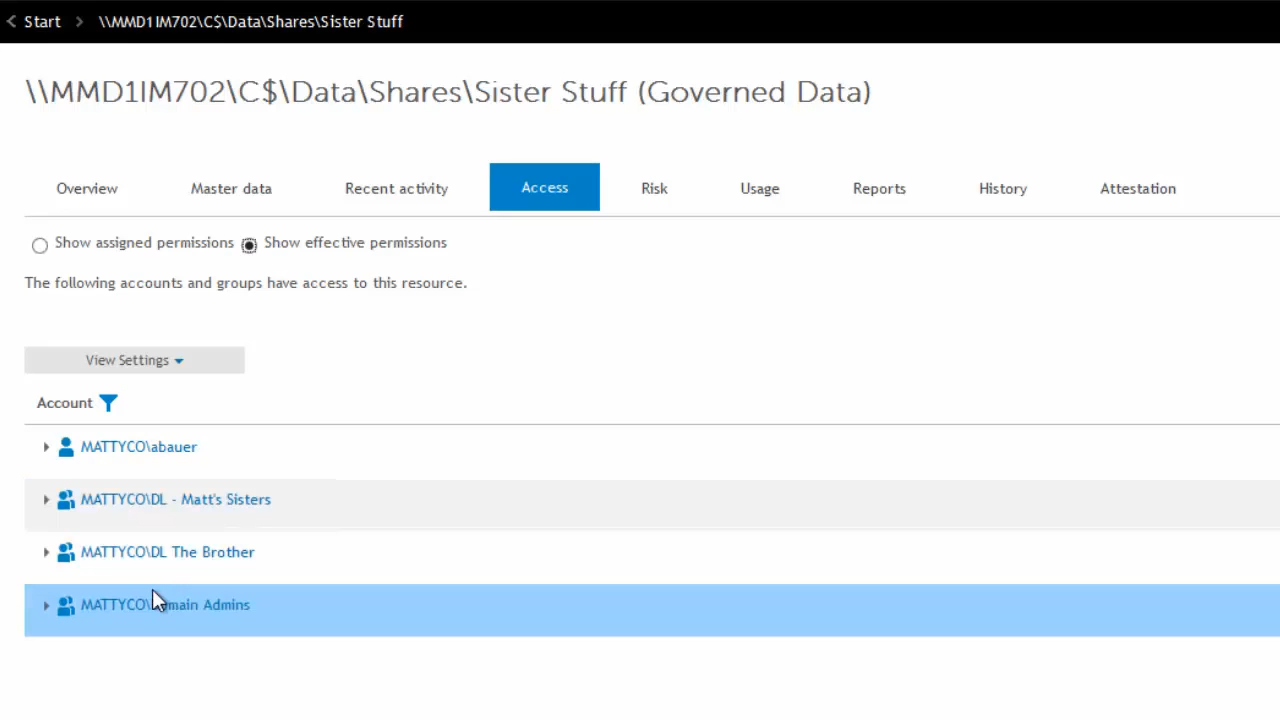 Start > \\MMD1IM702\C$\Data\Shares\Sister Stuff
\\MMD1IM702\C$\Data\Shares\Sister Stuff (Governed Data)
Overview Master data Recent activity Access Risk Usage Reports History Attestation
Show assigned permissions Show effective permissions
The following accounts and groups have access to this resource.
View Settings
Account
MATTYCO\abauer
MATTYCO\DL - Matt's Sisters
MATTYCO\DL The Brother
MATTYCO\ main Admins